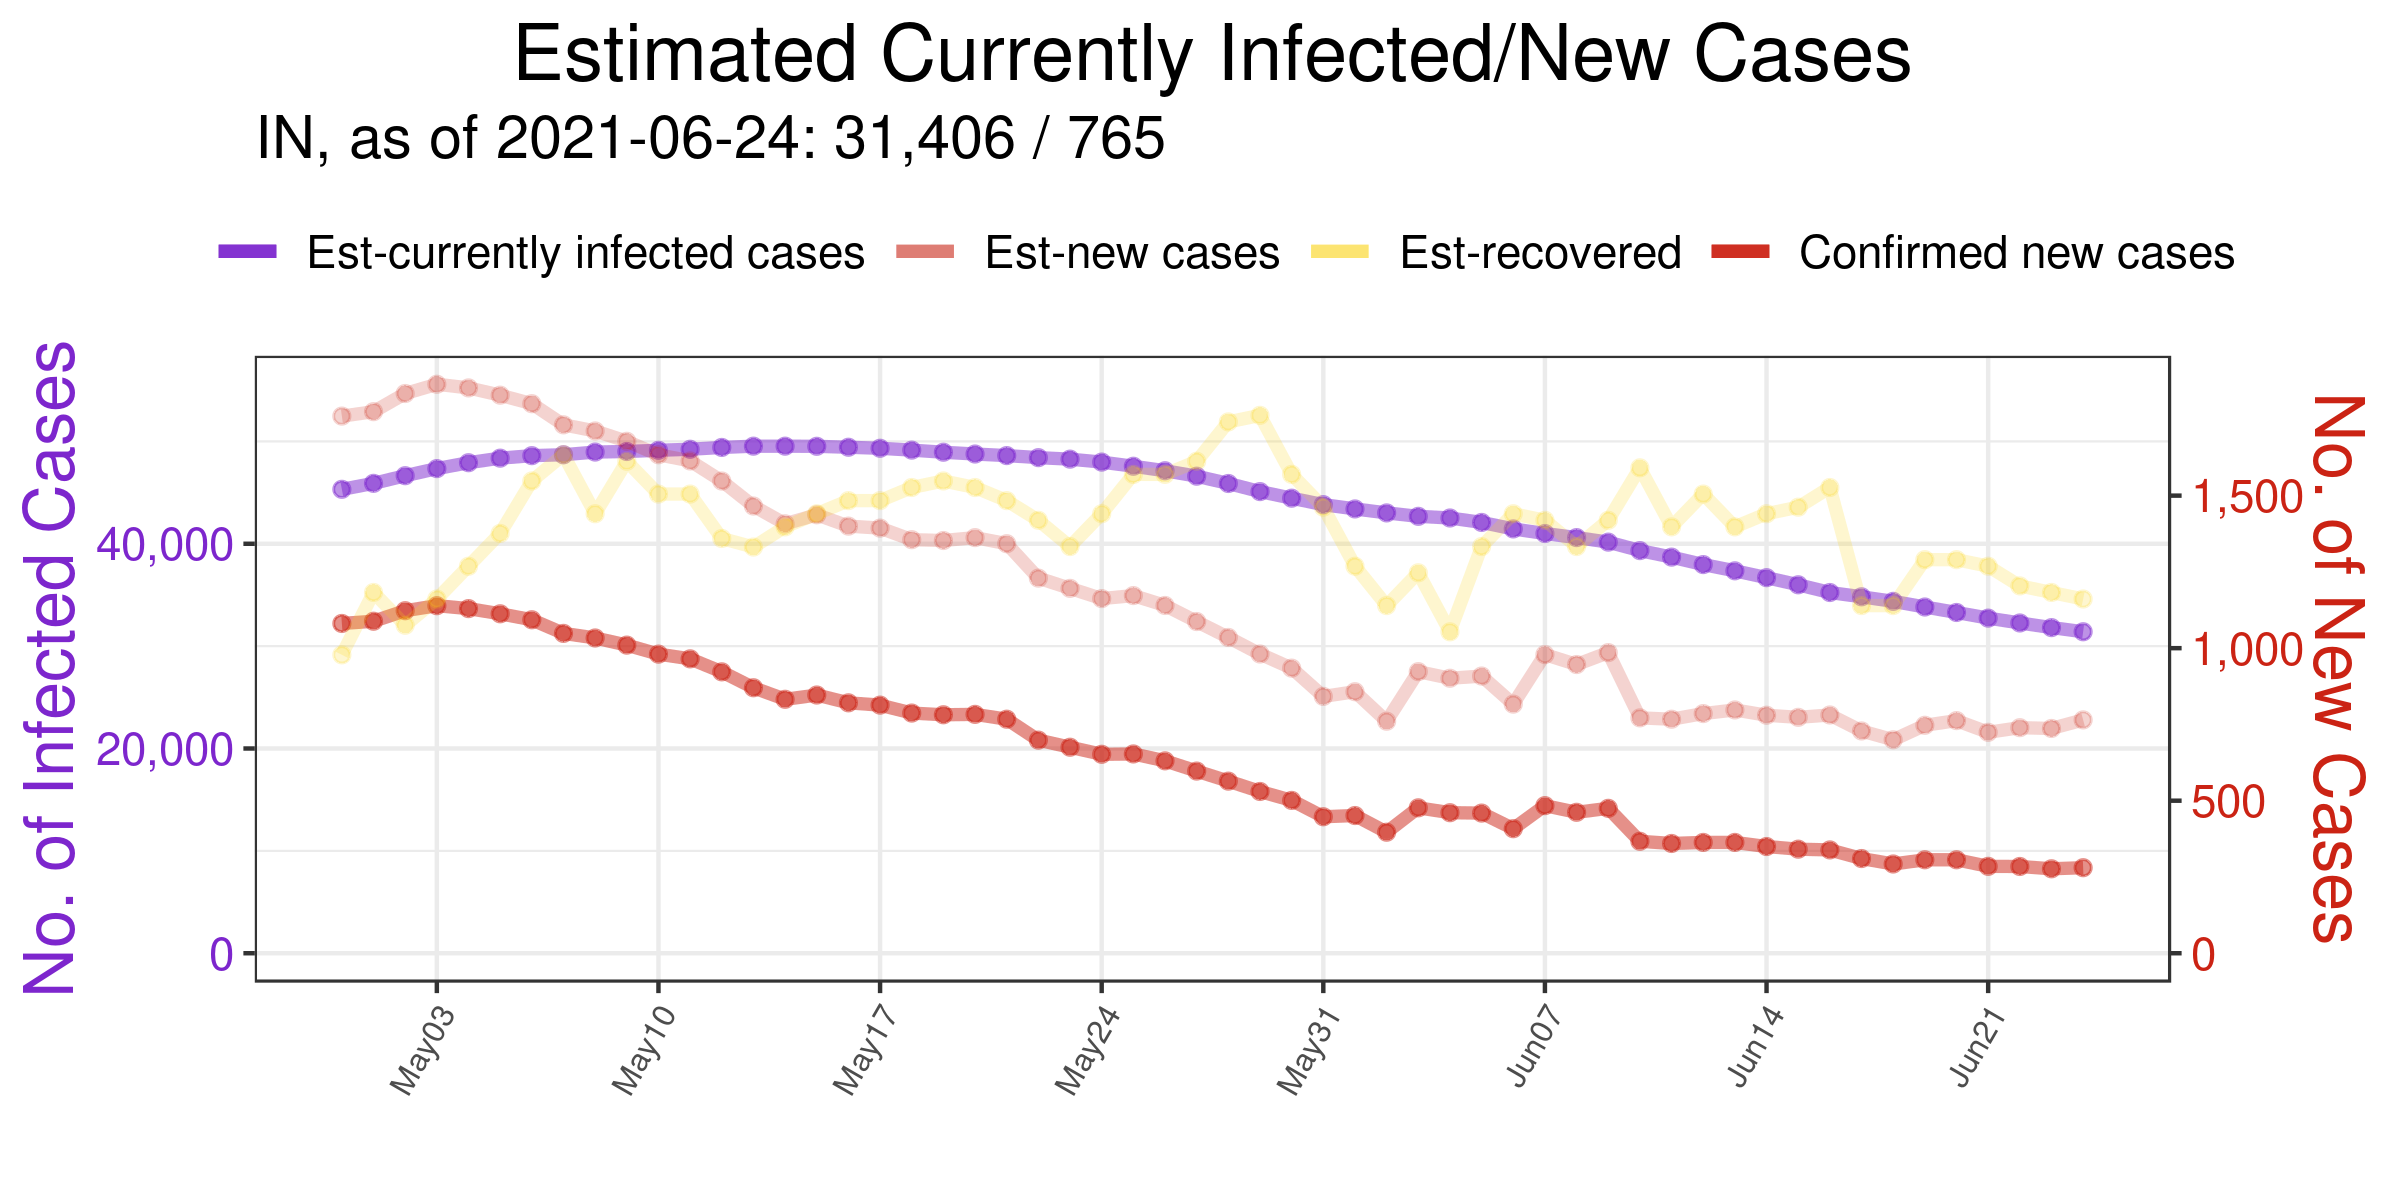 Estimated Currently Infected/New Cases
IN, as of 2021-06-24: 31,406 / 765
Est-currently infected cases Est-new cases Est-recovered Confirmed new cases
No. of Infected Cases
40,000
20,000
0
1,500
1,000
500
0
No. of New Cases
May03 May10 May17 May24 May31 Jun07 Jun14 Jun21